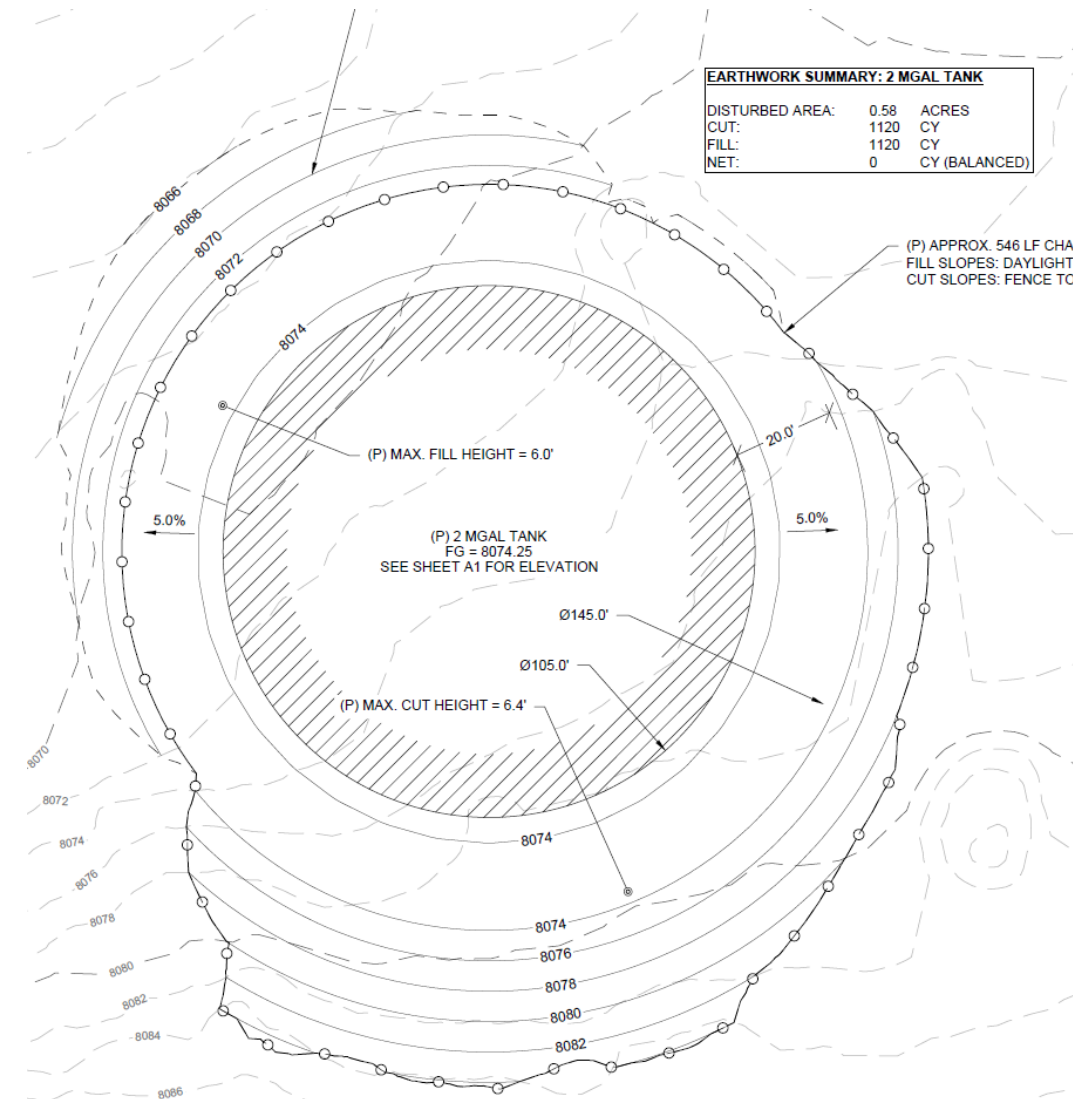 EARTHWORK SUMMARY: 2 MGAL TANK
DISTURBED AREA: 0.58 ACRES
CUT: 1120 CY
FILL: 1120 CY
NET: 0 CY (BALANCED)
8066
8068
8070
8072
(P) APPROX. 546 LF CHA
FILL SLOPES: DAYLIGHT
CUT SLOPES: FENCE TO
8074
20.0'
(P) MAX. FILL HEIGHT = 6.0'
5.0%
5.0%
(P) 2 MGAL TANK
FG = 8074.25
SEE SHEET A1 FOR ELEVATION
Ø145.0'
Ø105.0'
(P) MAX. CUT HEIGHT = 6.4'
8070
8072
8074
8076
8078
8080
8082
8084
8086
8074
8074
8076
8078
8080
8082